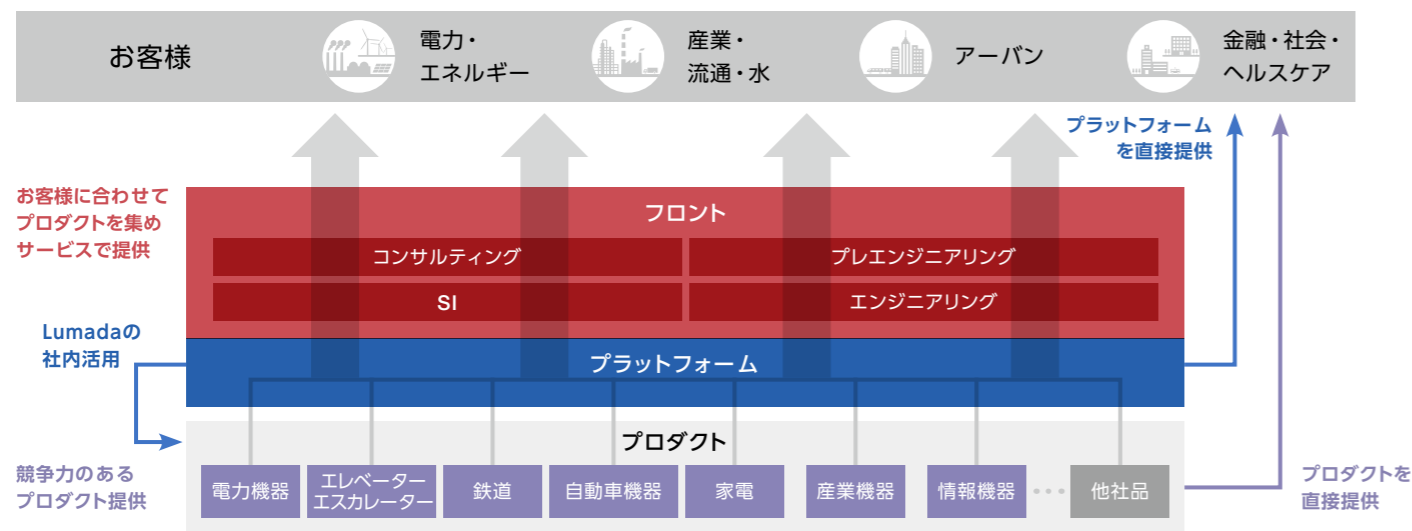 お客様
電力・
エネルギー
産業・
流通・水
アーバン
金融・社会・
ヘルスケア
プラットフォーム
を直接提供
お客様に合わせて
プロダクトを集め
サービスで提供
フロント
コンサルティング
プレエンジニアリング
SI
エンジニアリング
Lumadaの
社内活用
プラットフォーム
プロダクト
競争力のある
プロダクト提供
電力機器
エレベーター
エスカレーター
鉄道
自動車機器
家電
産業機器
情報機器
…
他社品
プロダクトを
直接提供